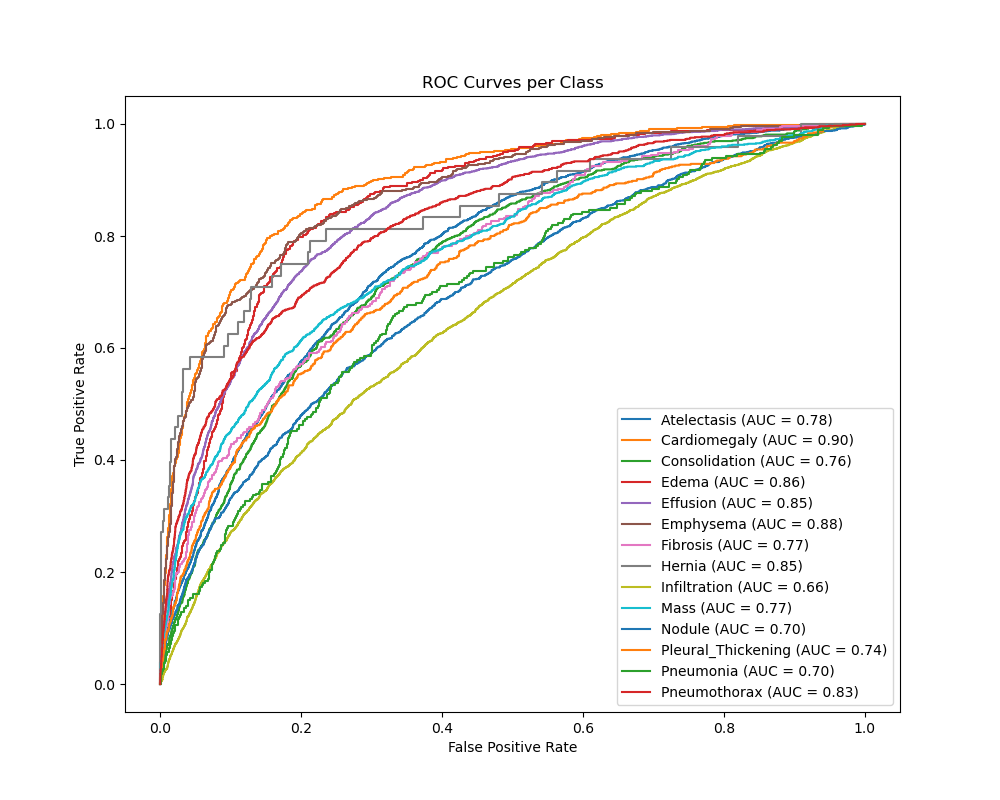 ROC Curves per Class
True Positive Rate
1.0
0.8
0.6
0.4
0.2
0.0
Atelectasis (AUC = 0.78)
Cardiomegaly (AUC = 0.90)
Consolidation (AUC = 0.76)
Edema (AUC = 0.86)
Effusion (AUC = 0.85)
Emphysema (AUC = 0.88)
Fibrosis (AUC = 0.77)
Hernia (AUC = 0.85)
Infiltration (AUC = 0.66)
Mass (AUC = 0.77)
Nodule (AUC = 0.70)
Pleural_Thickening (AUC = 0.74)
Pneumonia (AUC = 0.70)
Pneumothorax (AUC = 0.83)
0.0 0.2 0.4 0.6 0.8 1.0
False Positive Rate